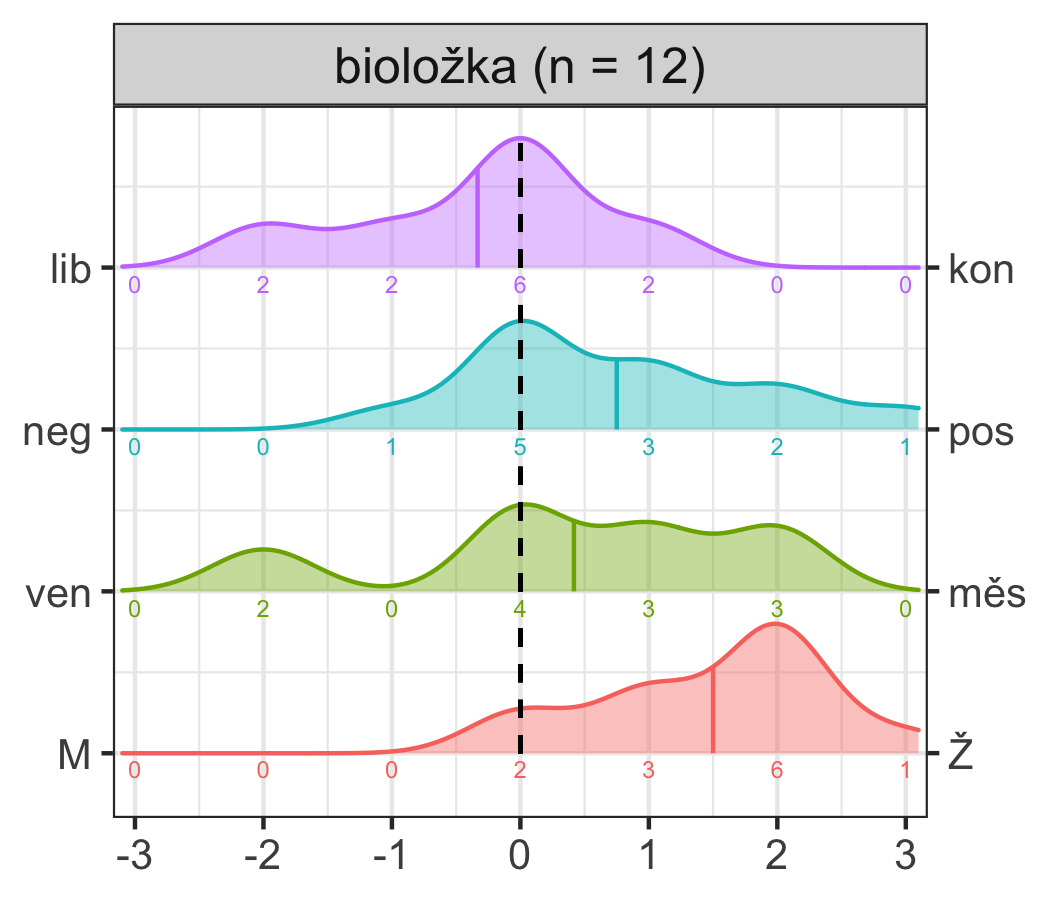 bioložka (n = 12)
lib kon
0 2 2 6 2 0 0
neg pos
0 0 1 5 3 2 1
ven měs
0 2 0 4 3 3 0
M Ž
0 0 0 2 3 6 1
-3 -2 -1 0 1 2 3